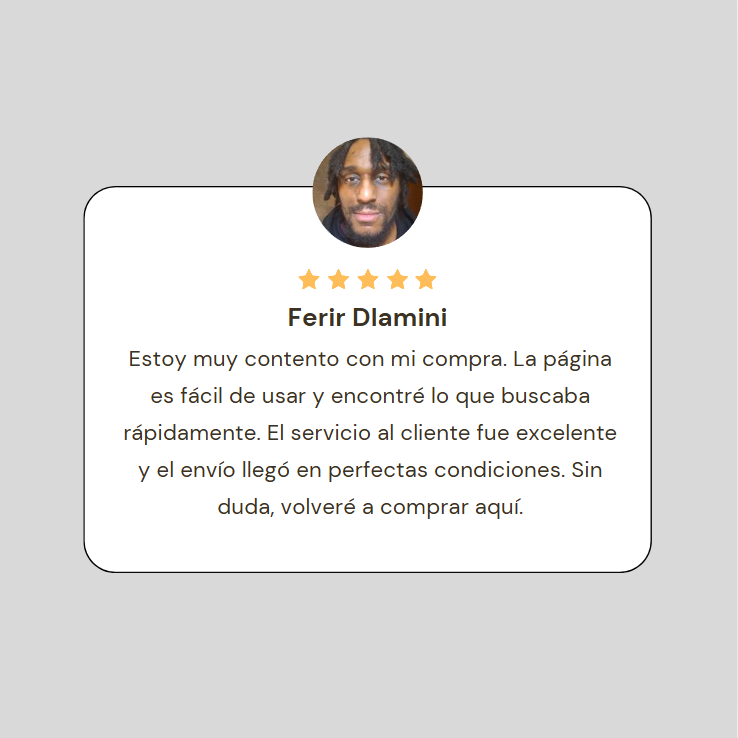 Ferir Dlamini
Estoy muy contento con mi compra. La página
es fácil de usar y encontré lo que buscaba
rápidamente. El servicio al cliente fue excelente
y el envío llegó en perfectas condiciones. Sin
duda, volveré a comprar aquí.